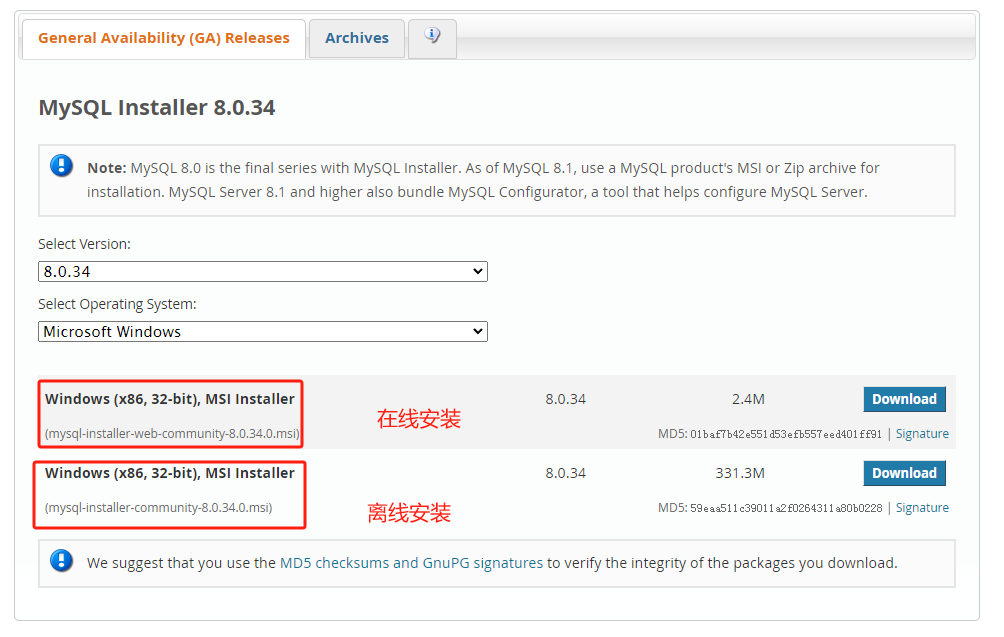 General Availability (GA) Releases
Archives
MySQL Installer 8.0.34
Note: MySQL 8.0 is the final series with MySQL Installer. As of MySQL 8.1, use a MySQL product's MSI or Zip archive for
installation. MySQL Server 8.1 and higher also bundle MySQL Configurator, a tool that helps configure MySQL Server.
Select Version:
8.0.34
Select Operating System:
Microsoft Windows
Windows (x86, 32-bit), MSI Installer 8.0.34 2.4M Download
在线安装
(mysql-installer-web-community-8.0.34.0.msi) MD5: 01baf7b42e551d53efb557eed401ff91 | Signature
Windows (x86, 32-bit), MSI Installer 8.0.34 331.3M Download
(mysql-installer-community-8.0.34.0.msi) MD5: 59eaa511c39011a2f0264311a80b0228 | Signature
离线安装
We suggest that you use the MD5 checksums and GnuPG signatures to verify the integrity of the packages you download.